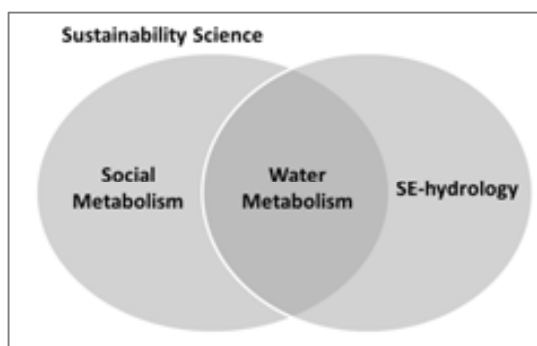 Sustainability Science
Social
Metabolism
Water
Metabolism
SE-hydrology